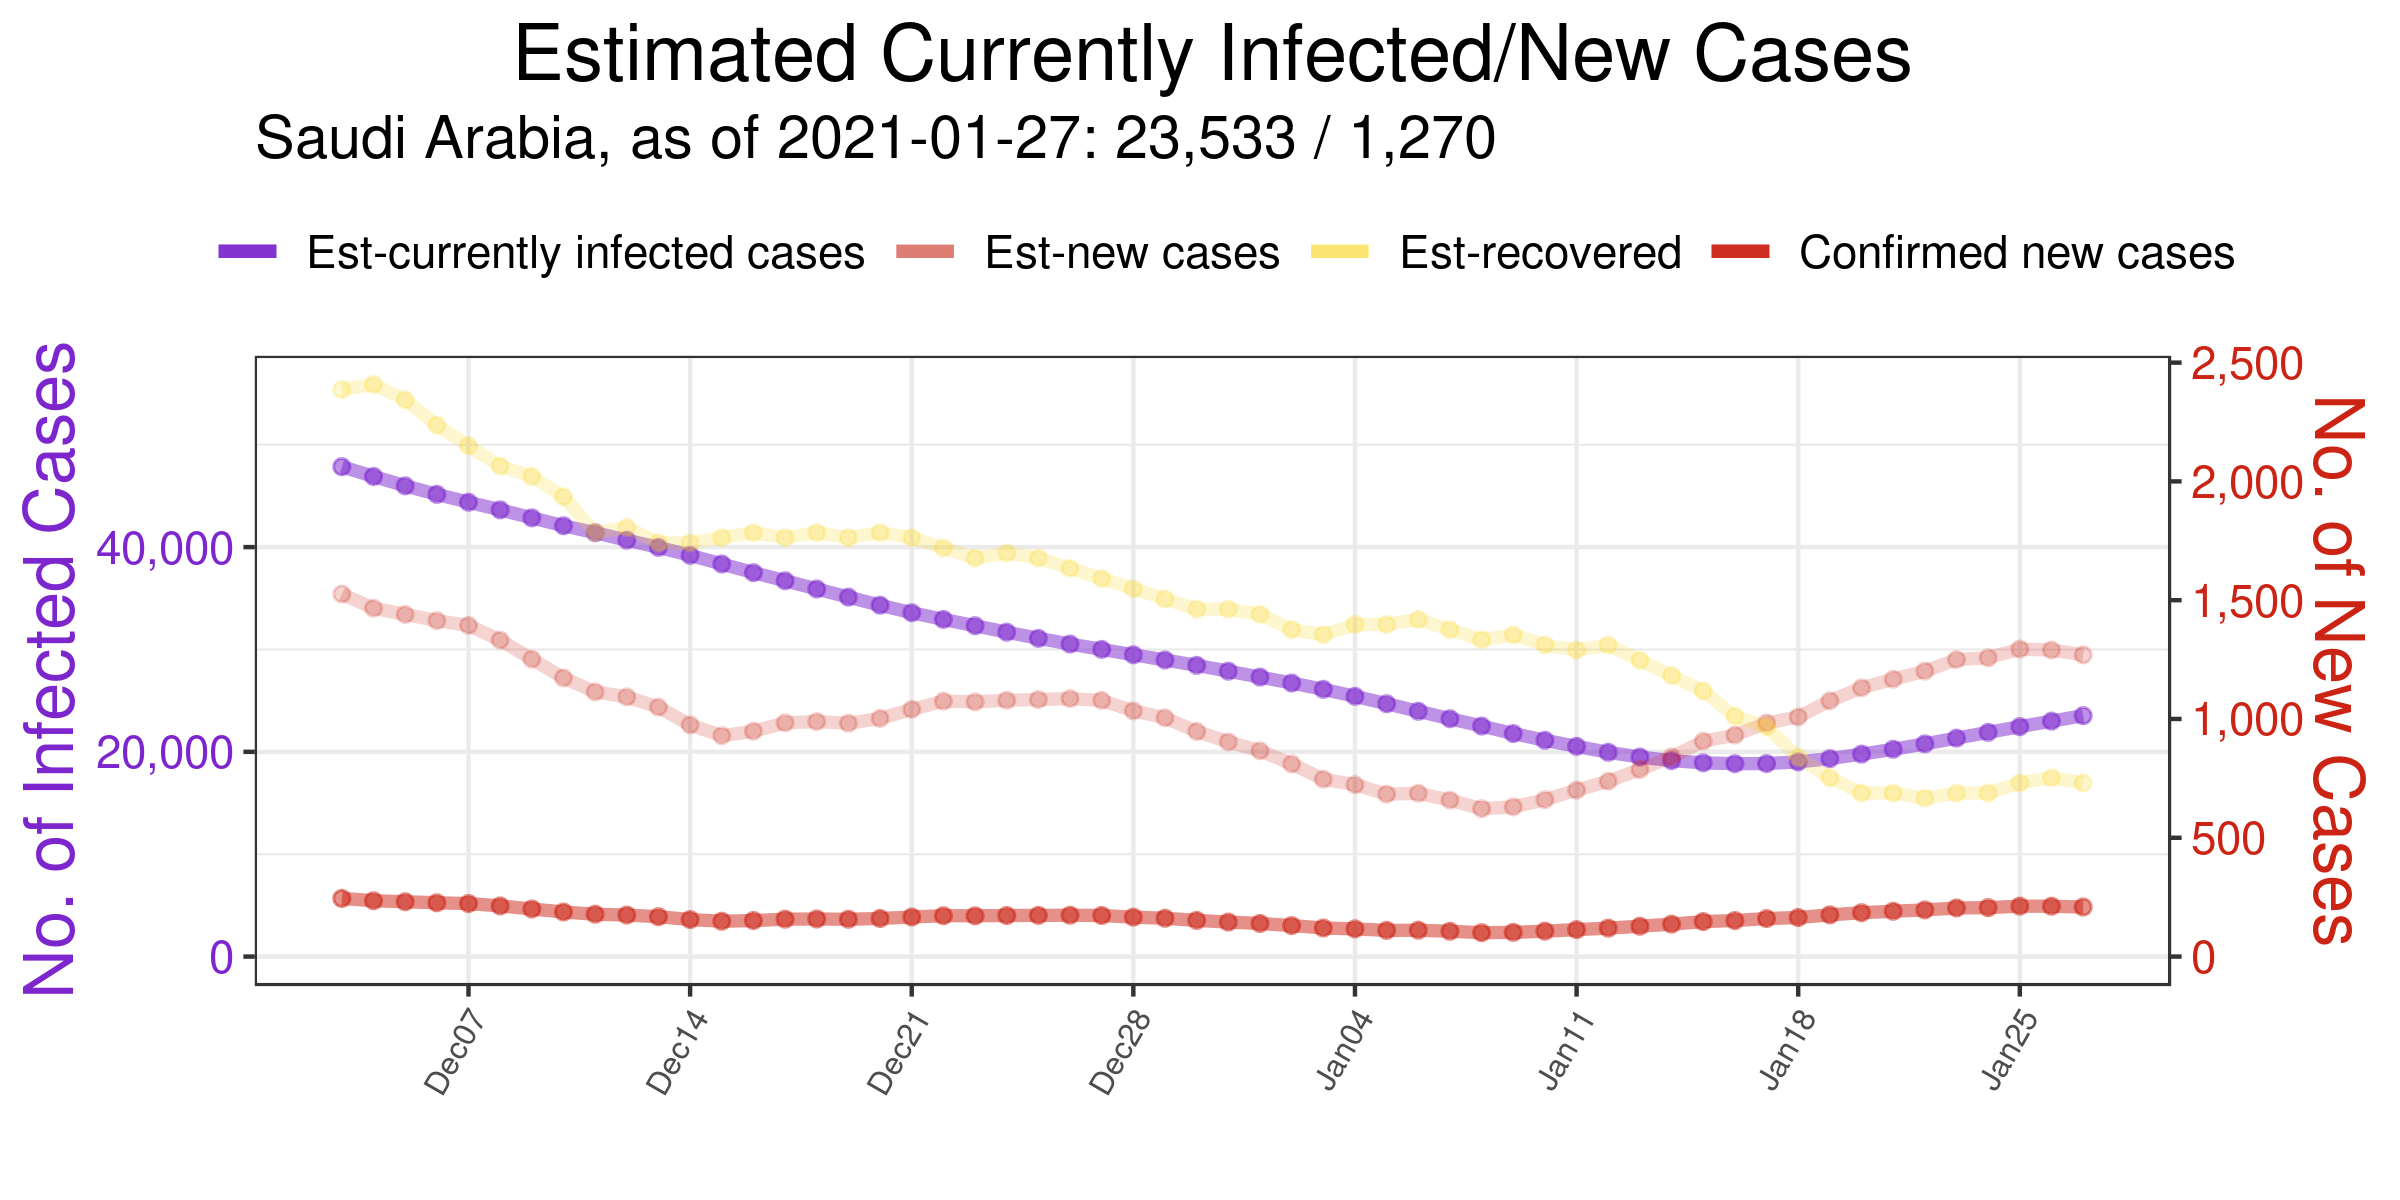 Estimated Currently Infected/New Cases
Saudi Arabia, as of 2021-01-27: 23,533 / 1,270
Est-currently infected cases Est-new cases Est-recovered Confirmed new cases
No. of Infected Cases
40,000
20,000
0
2,500
2,000
1,500
1,000
500
0
No. of New Cases
Dec07 Dec14 Dec21 Dec28 Jan04 Jan11 Jan18 Jan25